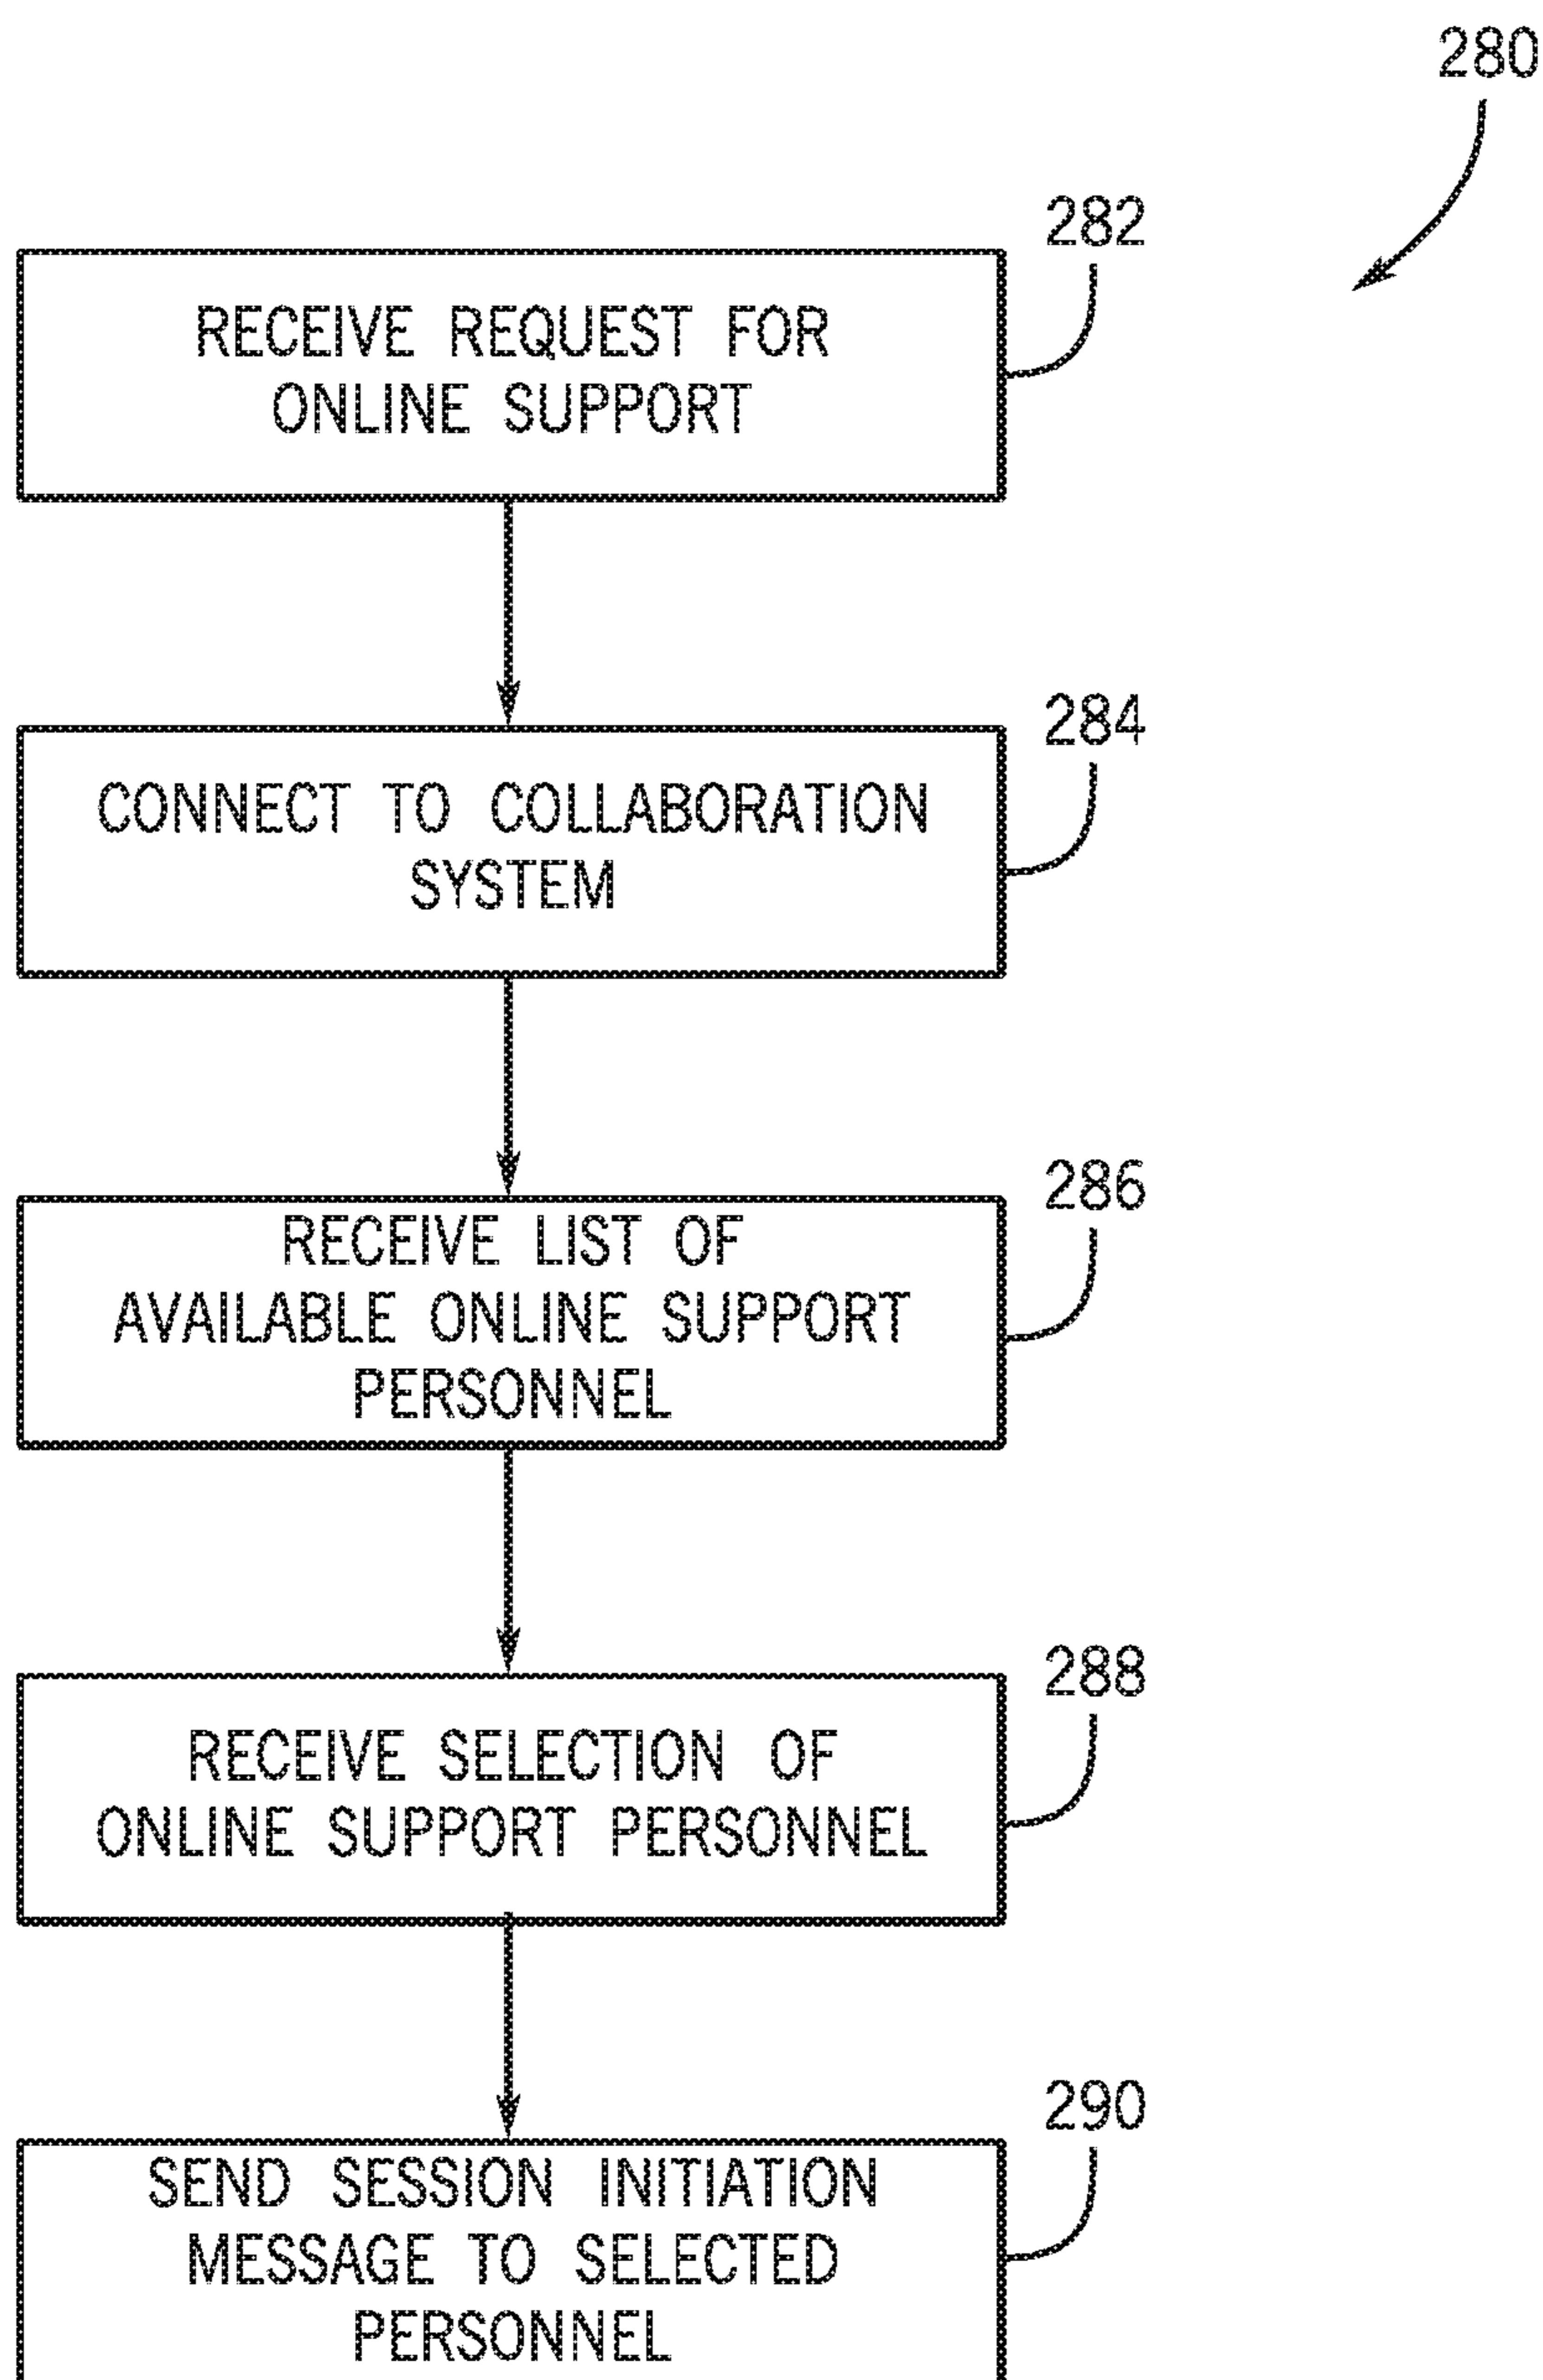 280
282
RECEIVE REQUEST FOR
ONLINE SUPPORT
284
CONNECT TO COLLABORATION
SYSTEM
286
RECEIVE LIST OF
AVAILABLE ONLINE SUPPORT
PERSONNEL
288
RECEIVE SELECTION OF
ONLINE SUPPORT PERSONNEL
290
SEND SESSION INITIATION
MESSAGE TO SELECTED
PERSONNEL